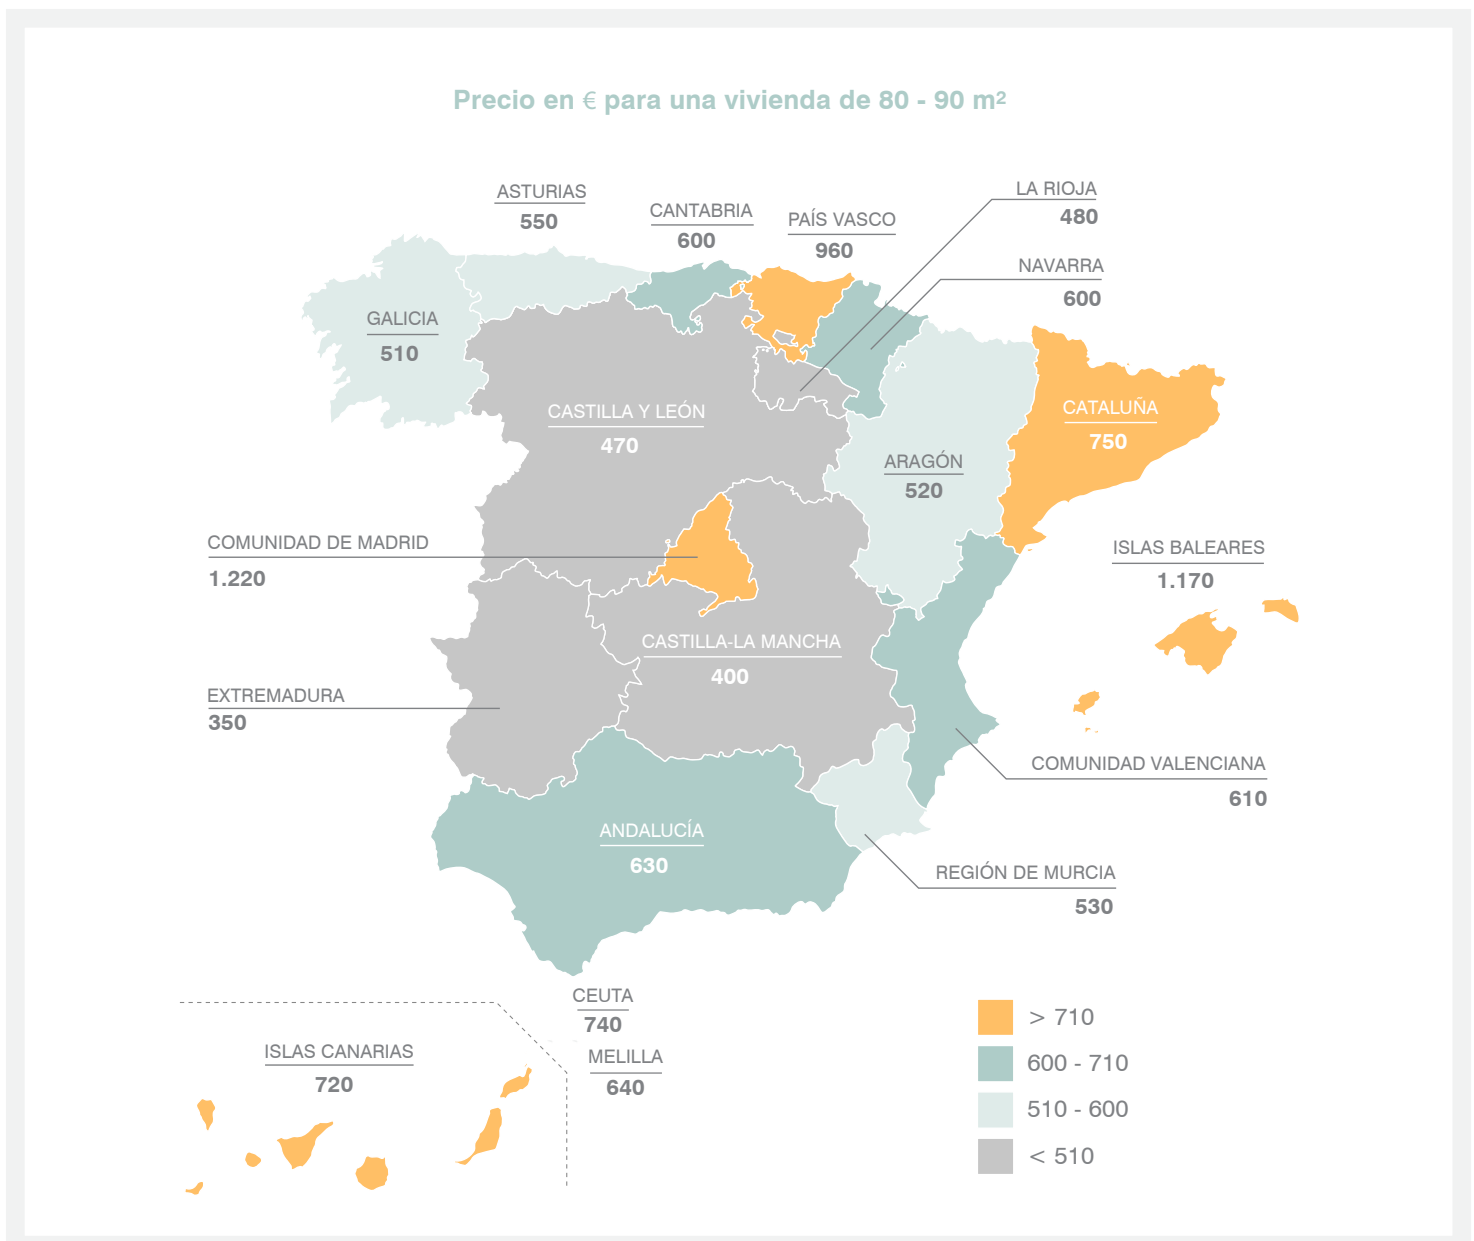 Precio en € para una vivienda de 80 - 90 m²
ASTURIAS
550
CANTABRIA
600
PAÍS VASCO
960
LA RIOJA
480
NAVARRA
600
GALICIA
510
CASTILLA Y LEÓN
470
CATALUÑA
750
ARAGÓN
520
COMUNIDAD DE MADRID
1.220
ISLAS BALEARES
1.170
CASTILLA-LA MANCHA
400
EXTREMADURA
350
COMUNIDAD VALENCIANA
610
ANDALUCÍA
630
REGIÓN DE MURCIA
530
CEUTA
740
MELILLA
640
ISLAS CANARIAS
720
> 710
600 - 710
510 - 600
< 510